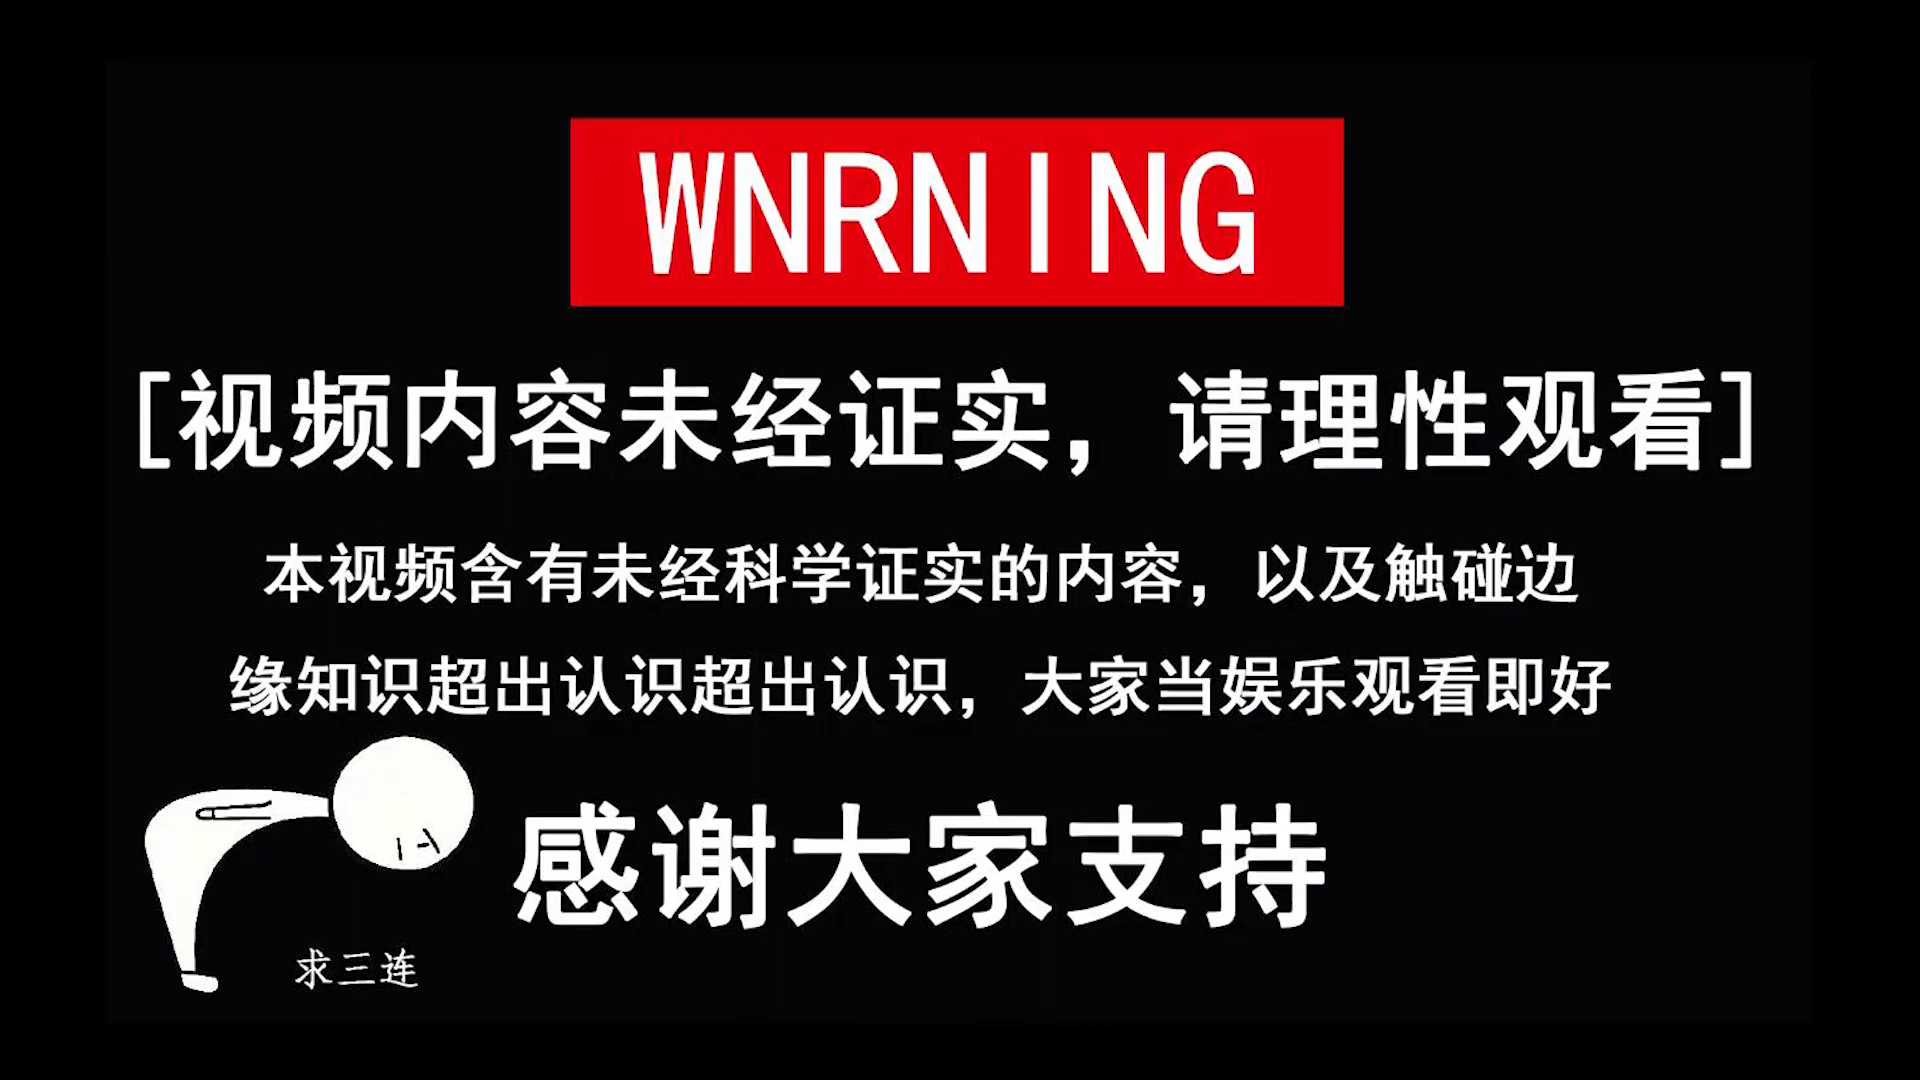 WNRNING
[视频内容未经证实，请理性观看]
本视频含有未经科学证实的内容，以及触碰边
缘知识超出认识超出认识，大家当娱乐观看即好
感谢大家支持
求三连